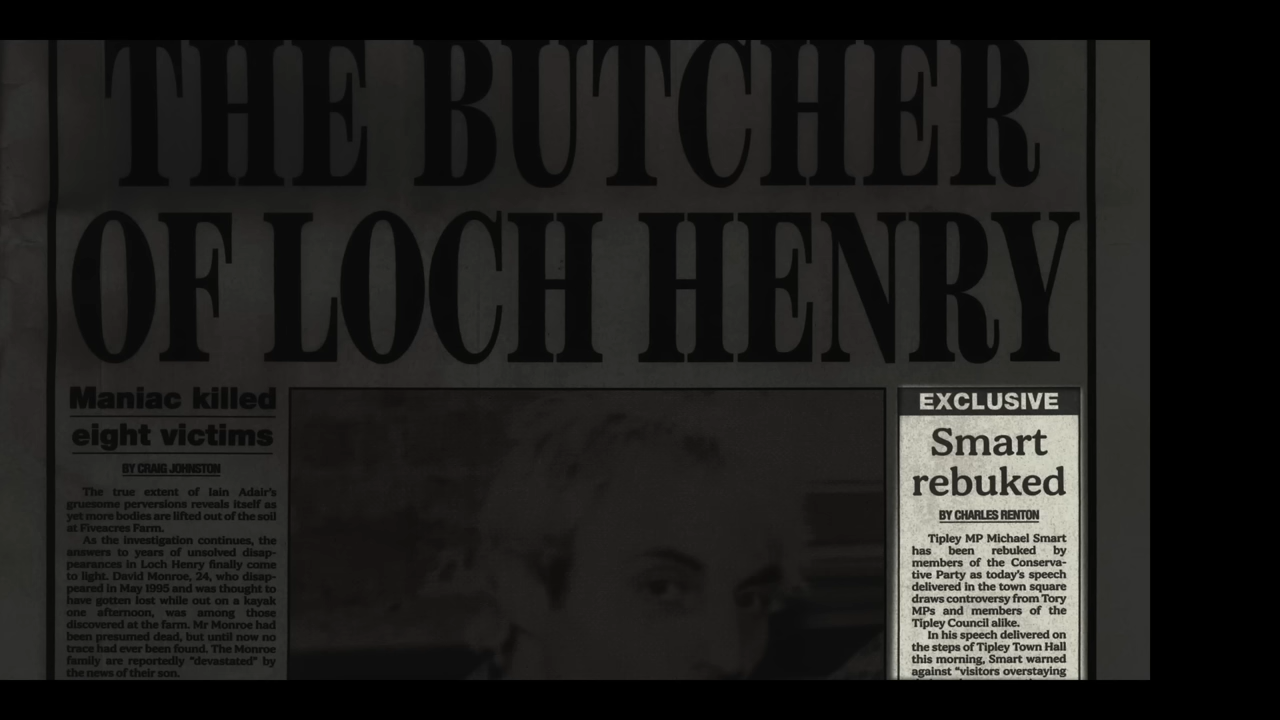 THE BUTCHER
OF LOCH HENRY
Maniac killed
eight victims
BY CRAIG JOHNSTON
The true extent of Iain Adair's
gruesome perversions reveals itself as
yet more bodies are lifted out of the soil
at Fiveacres Farm.
As the investigation continues, the
answers to years of unsolved disap-
pearances in Loch Henry finally come
to light. David Monroe, 24, who disap-
peared in May 1995 and was thought to
have gotten lost while out on a kayak
one afternoon, was among those
discovered at the farm. Mr Monroe had
been presumed dead, but until now no
trace had ever been found. The Monroe
family are reportedly "devastated" by
the news of their son.
EXCLUSIVE
Smart
rebuked
BY CHARLES RENTON
Tipley MP Michael Smart
has been rebuked by
members of the Conserva-
tive Party as today's speech
delivered in the town square
draws controversy from Tory
MPs and members of the
Tipley Council alike.
In his speech delivered on
the steps of Tipley Town Hall
this morning, Smart warned
against "visitors overstaying